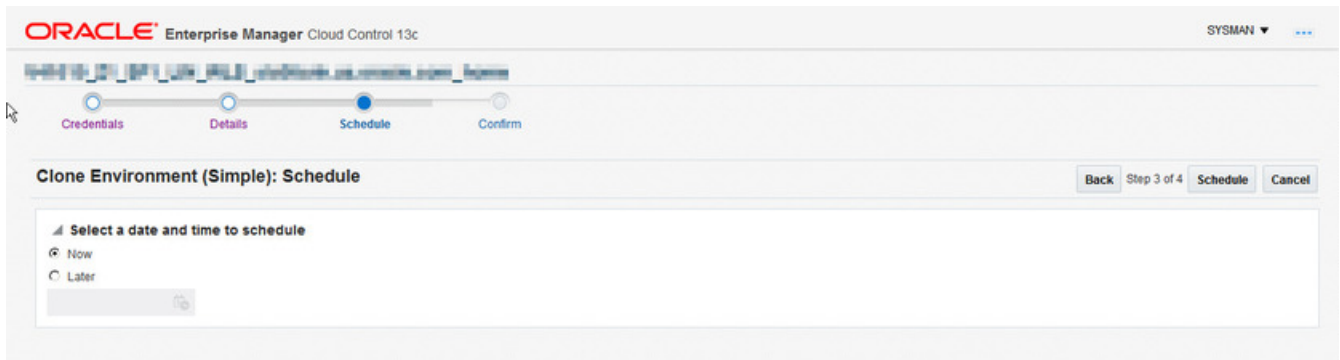 ORACLE Enterprise Manager Cloud Control 13c
SYSMAN
Credentials Details Schedule Confirm
Clone Environment (Simple): Schedule
Back Step 3 of 4 Schedule Cancel
Select a date and time to schedule
Now
Later